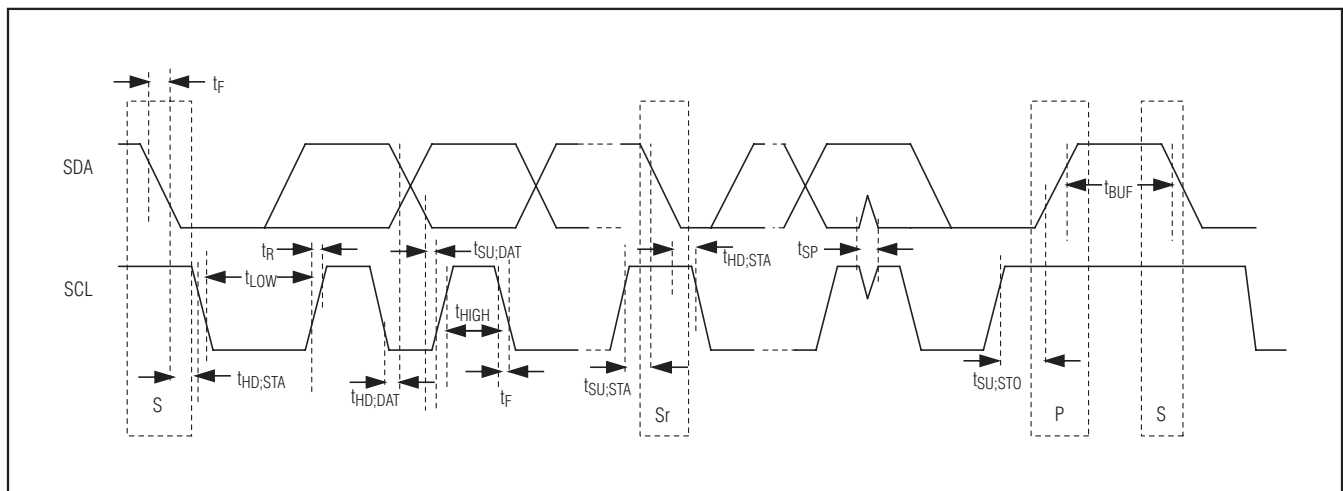 tF
SDA
tBUF
tR
tSU;DAT
tHD;STA
tSP
SCL
tLOW
tHIGH
tHD;STA
tHD;DAT
tF
tSU;STA
tSU;STO
S
Sr
P
S